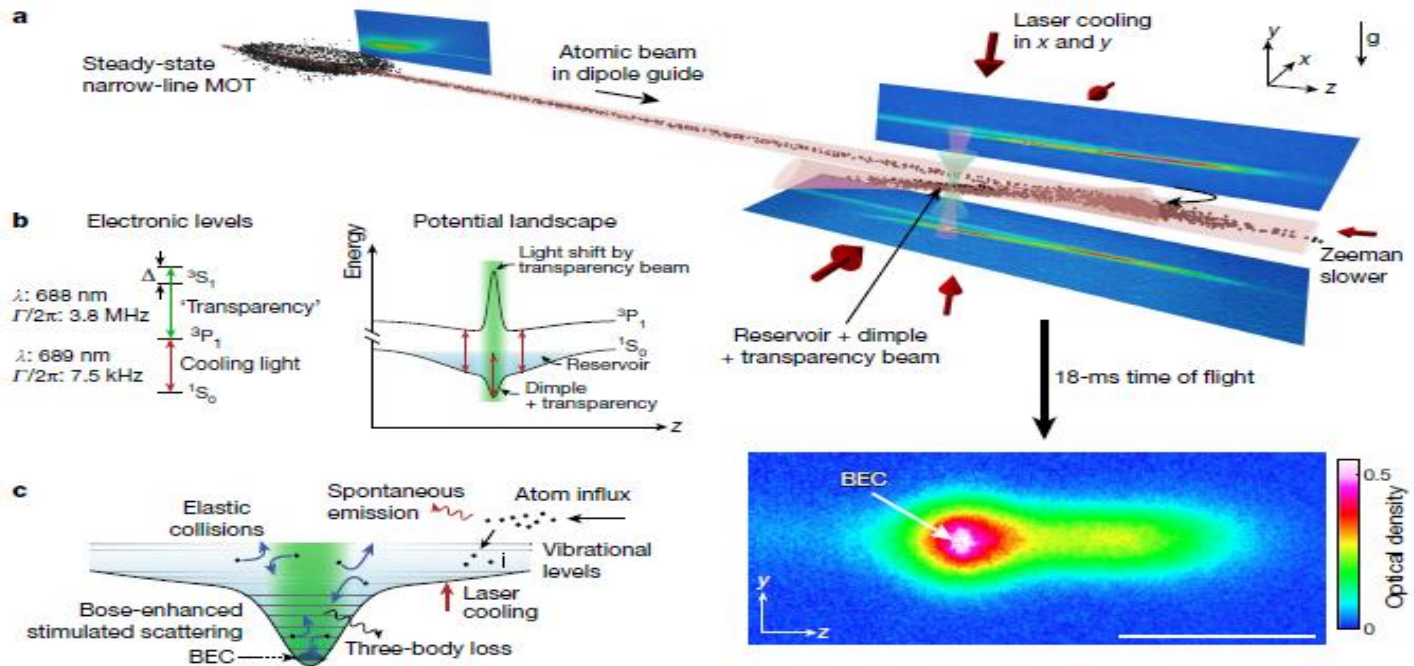 a
Steady-state
narrow-line MOT
Atomic beam
in dipole guide
Laser cooling
in x and y
y
x
z
g
Zeeman
slower
Reservoir + dimple
+ transparency beam
18-ms time of flight
b
Electronic levels
Δ
³S₁
λ: 688 nm
Γ/2π: 3.8 MHz
'Transparency'
³P₁
λ: 689 nm
Γ/2π: 7.5 kHz
Cooling light
¹S₀
Potential landscape
Energy
Light shift by
transparency beam
³P₁
¹S₀
Reservoir
Dimple
+ transparency
z
c
Elastic
collisions
Spontaneous
emission
Atom influx
i
Vibrational
levels
Laser
cooling
Bose-enhanced
stimulated scattering
Three-body loss
BEC
BEC
y
z
0.5
0
Optical density